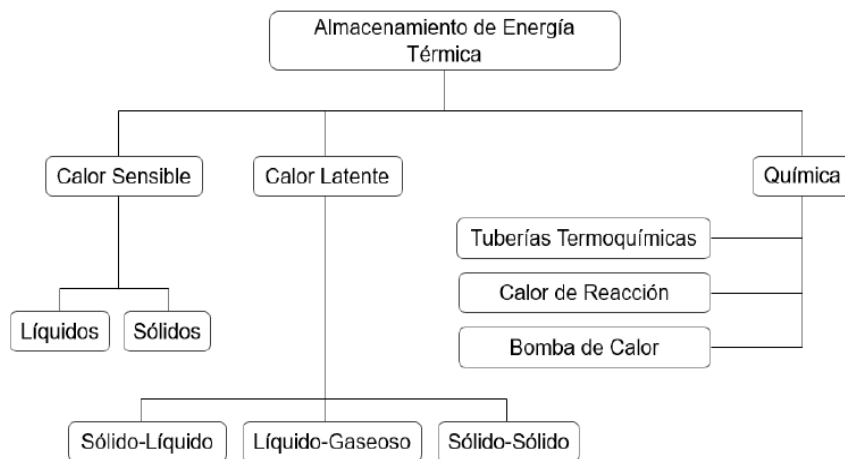 Almacenamiento de Energía
Térmica
Calor Sensible
Calor Latente
Química
Tuberías Termoquímicas
Calor de Reacción
Bomba de Calor
Líquidos
Sólidos
Sólido-Líquido
Líquido-Gaseoso
Sólido-Sólido